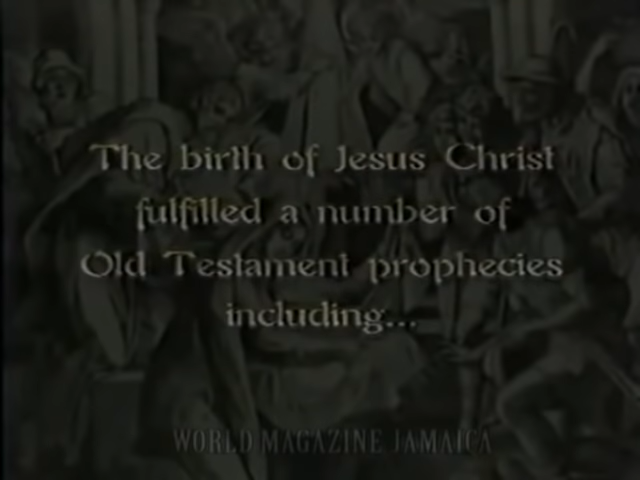 The birth of Jesus Christ
fulfilled a number of
Old Testament prophecies
including...
WORLD MAGAZINE JAMAICA